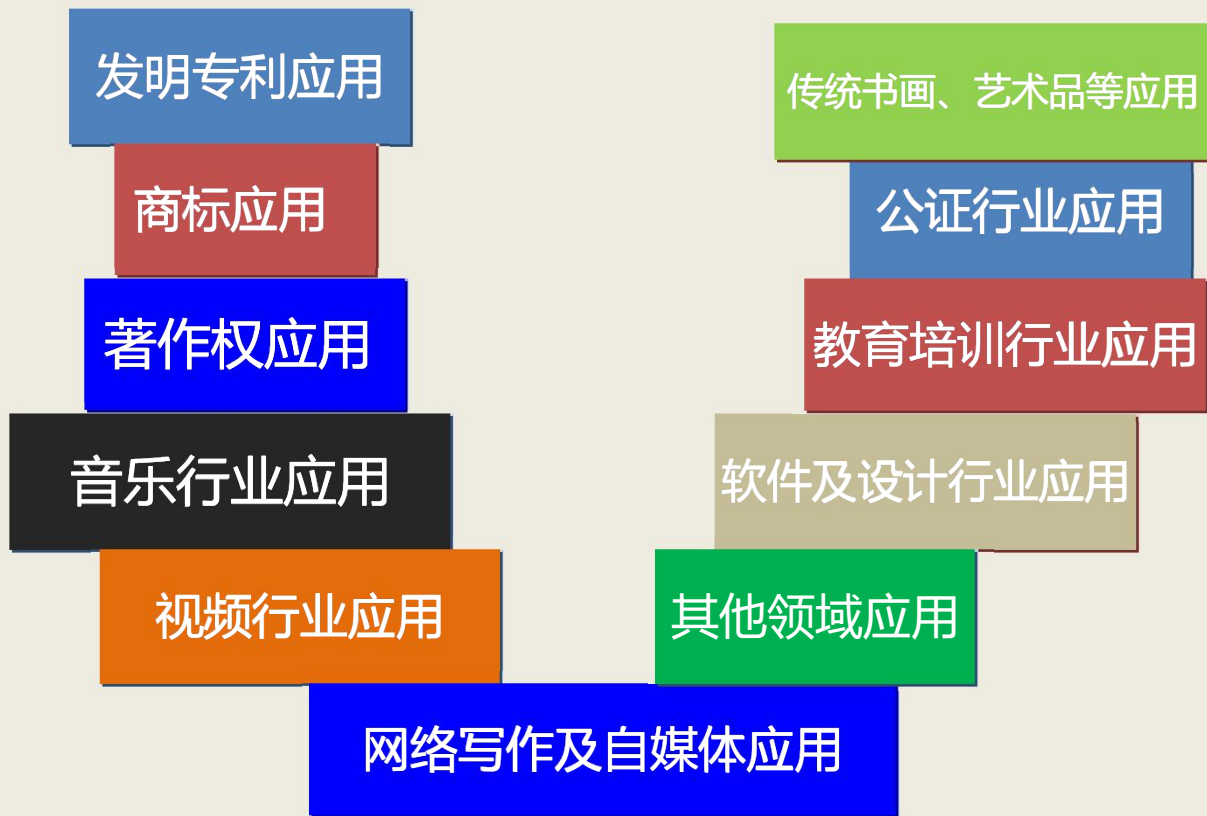 发明专利应用
商标应用
著作权应用
音乐行业应用
视频行业应用
网络写作及自媒体应用
传统书画、艺术品等应用
公证行业应用
教育培训行业应用
软件及设计行业应用
其他领域应用